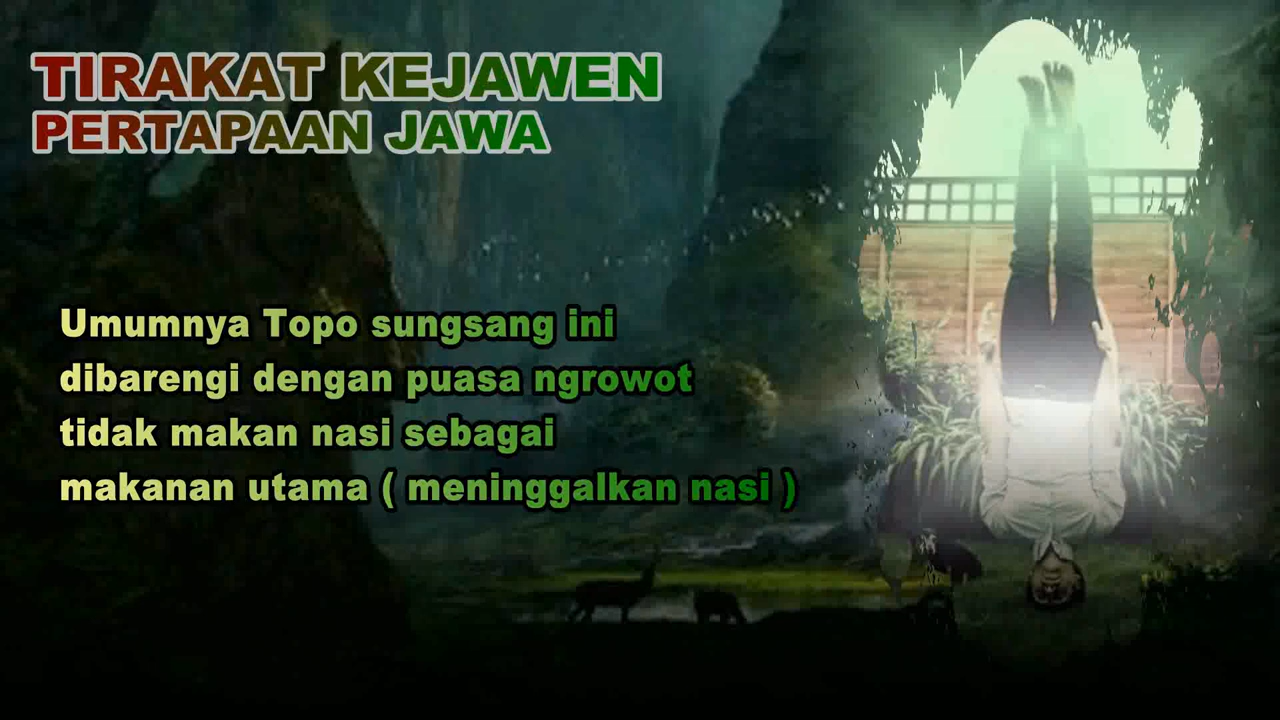 TIRAKAT KEJAWEN
PERTAPAAN JAWA
Umumnya Topo sungsang ini
dibarengi dengan puasa ngrowot
tidak makan nasi sebagai
makanan utama ( meninggalkan nasi )